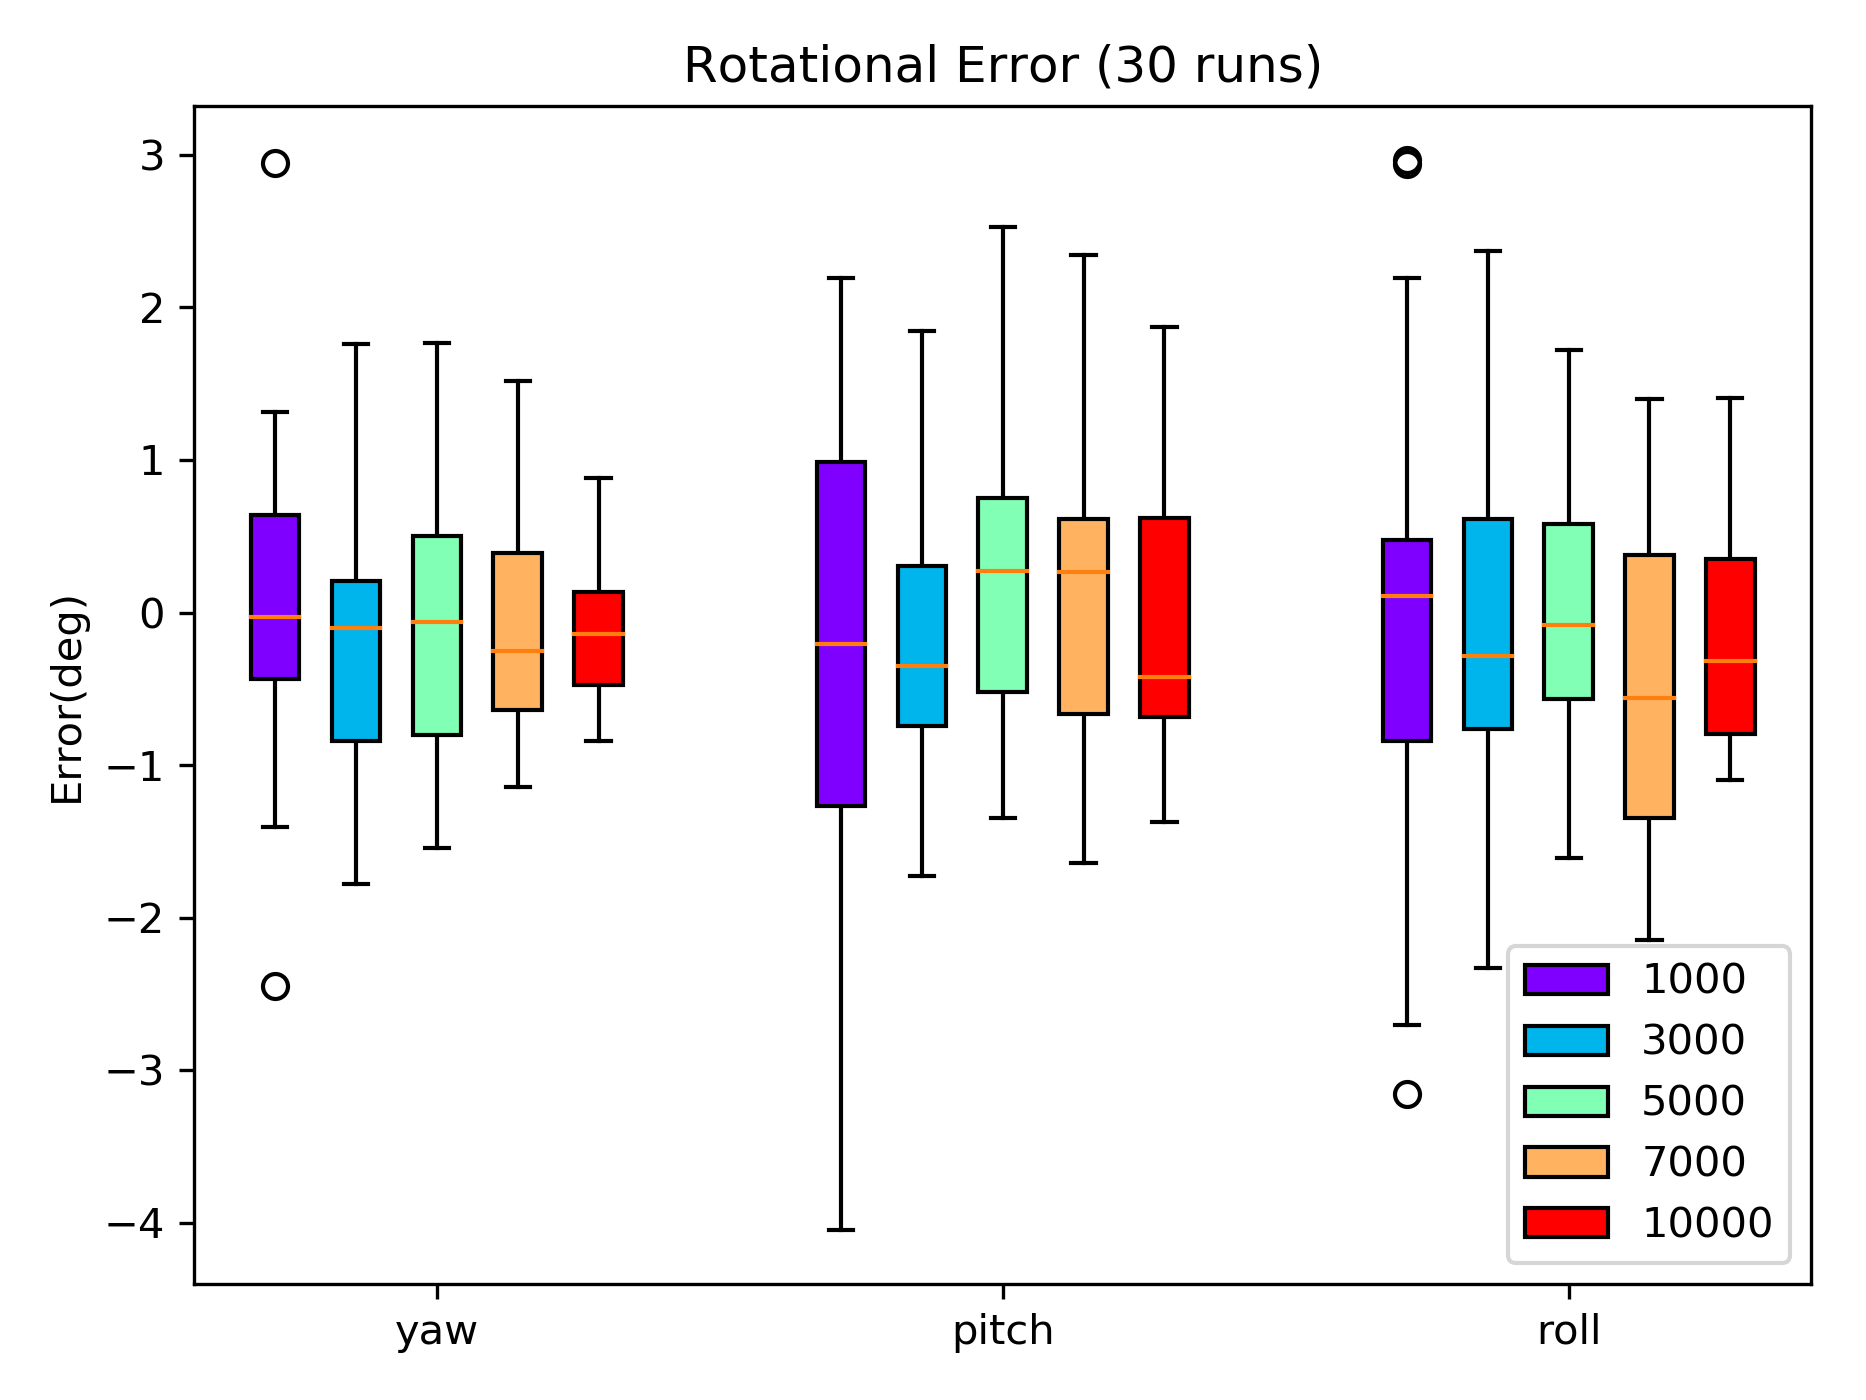 Rotational Error (30 runs)
Error(deg)
3
2
1
0
−1
−2
−3
−4
yaw
pitch
roll
1000
3000
5000
7000
10000